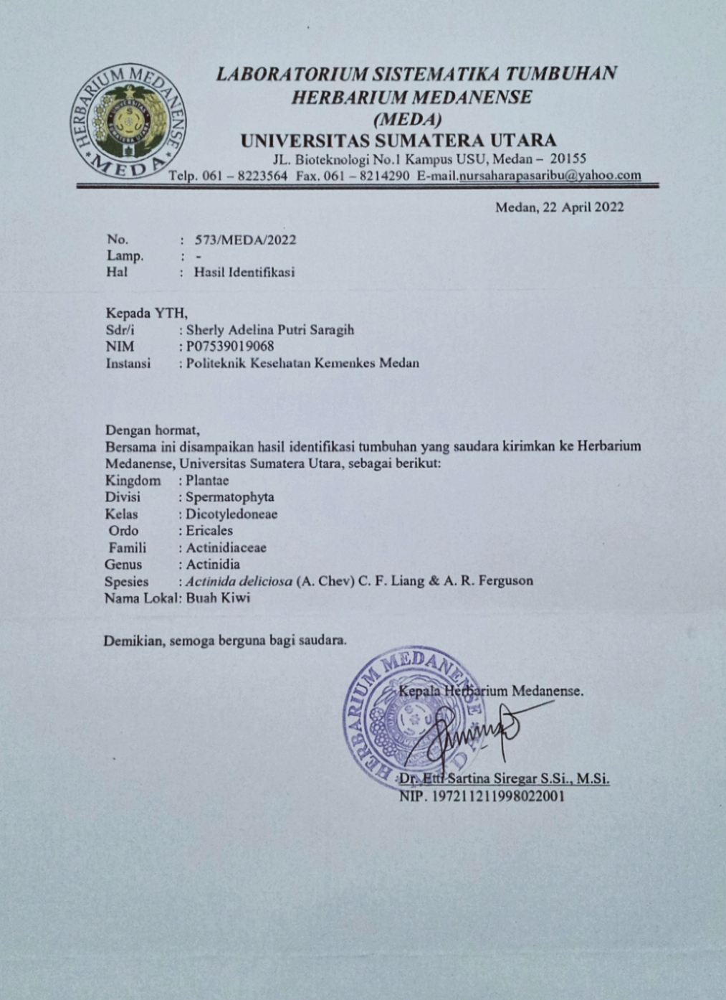 HERBARIUM MEDANENSE
* MEDA *
UNIVERSITAS
SUMATERA UTARA
LABORATORIUM SISTEMATIKA TUMBUHAN
HERBARIUM MEDANENSE
(MEDA)
UNIVERSITAS SUMATERA UTARA
JL. Bioteknologi No.1 Kampus USU, Medan – 20155
Telp. 061 – 8223564 Fax. 061 – 8214290 E-mail.nursaharapasaribu@yahoo.com
Medan, 22 April 2022
No. : 573/MEDA/2022
Lamp. : -
Hal : Hasil Identifikasi
Kepada YTH,
Sdr/i : Sherly Adelina Putri Saragih
NIM : P07539019068
Instansi : Politeknik Kesehatan Kemenkes Medan
Dengan hormat,
Bersama ini disampaikan hasil identifikasi tumbuhan yang saudara kirimkan ke Herbarium
Medanense, Universitas Sumatera Utara, sebagai berikut:
Kingdom : Plantae
Divisi : Spermatophyta
Kelas : Dicotyledoneae
Ordo : Ericales
Famili : Actinidiaceae
Genus : Actinidia
Spesies : Actinida deliciosa (A. Chev) C. F. Liang & A. R. Ferguson
Nama Lokal: Buah Kiwi
Demikian, semoga berguna bagi saudara.
HERBARIUM MEDANENSE
MEDA
Kepala Herbarium Medanense.
Dr. Etti Sartina Siregar S.Si., M.Si.
NIP. 197211211998022001